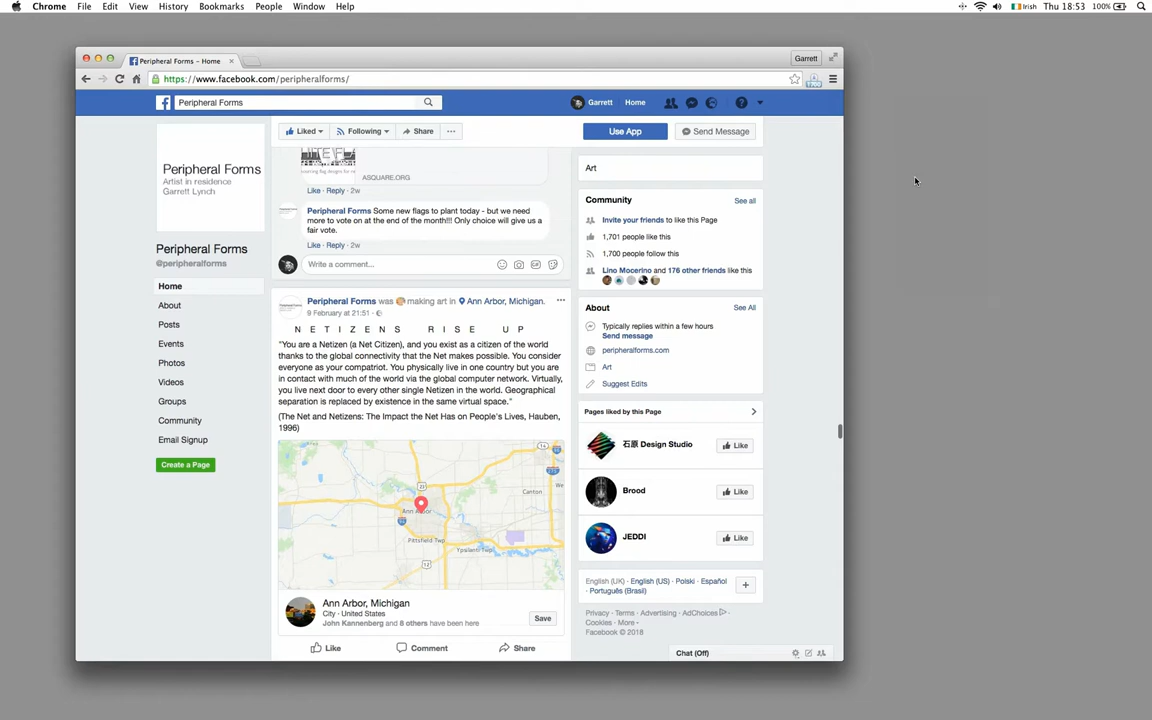 Chrome File Edit View History Bookmarks People Window Help
Irish Thu 18:53 100%
Peripheral Forms – Home
Garrett
https://www.facebook.com/peripheralforms/
Peripheral Forms
Garrett Home
Peripheral Forms
Artist in residence
Garrett Lynch
Peripheral Forms
@peripheralforms
Home
About
Posts
Events
Photos
Videos
Groups
Community
Email Signup
Create a Page
Liked Following Share
Use App
Send Message
ASQUARE.ORG
Like · Reply · 2w
Peripheral Forms Some new flags to plant today - but we need
more to vote on at the end of the month!!! Only choice will give us a
fair vote.
Like · Reply · 2w
Write a comment...
Peripheral Forms was making art in Ann Arbor, Michigan.
9 February at 21:51 ·
N E T I Z E N S R I S E U P
"You are a Netizen (a Net Citizen), and you exist as a citizen of the world
thanks to the global connectivity that the Net makes possible. You consider
everyone as your compatriot. You physically live in one country but you are
in contact with much of the world via the global computer network. Virtually,
you live next door to every other single Netizen in the world. Geographical
separation is replaced by existence in the same virtual space."
(The Net and Netizens: The Impact the Net Has on People's Lives, Hauben,
1996)
14
23
Canton
We
Ann Arbor
Pittsfield Twp
Ypsilanti Twp
12
Ann Arbor, Michigan
City · United States
John Kannenberg and 8 others have been here
Save
Like Comment Share
Art
Community
See all
Invite your friends to like this Page
1,701 people like this
1,700 people follow this
Lino Mocerino and 176 other friends like this
About
See All
Typically replies within a few hours
Send message
peripheralforms.com
Art
Suggest Edits
Pages liked by this Page
石原 Design Studio
Like
Brood
Like
JEDDI
Like
English (UK) · English (US) · Polski · Español ·
Português (Brasil)
Privacy · Terms · Advertising · AdChoices ·
Cookies · More ·
Facebook © 2018
Chat (Off)